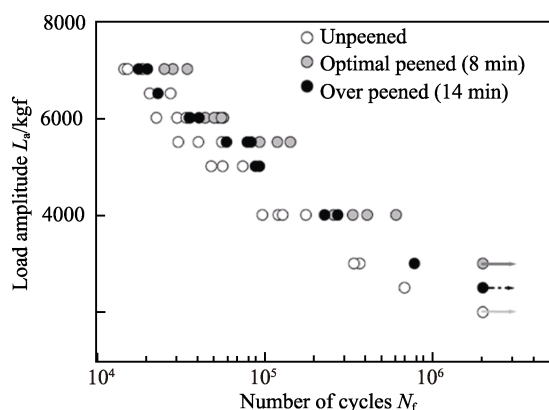 8000
Unpeened
Optimal peened (8 min)
Over peened (14 min)
6000
4000
Load amplitude Lₐ/kgf
10⁴
10⁵
10⁶
Number of cycles N_f